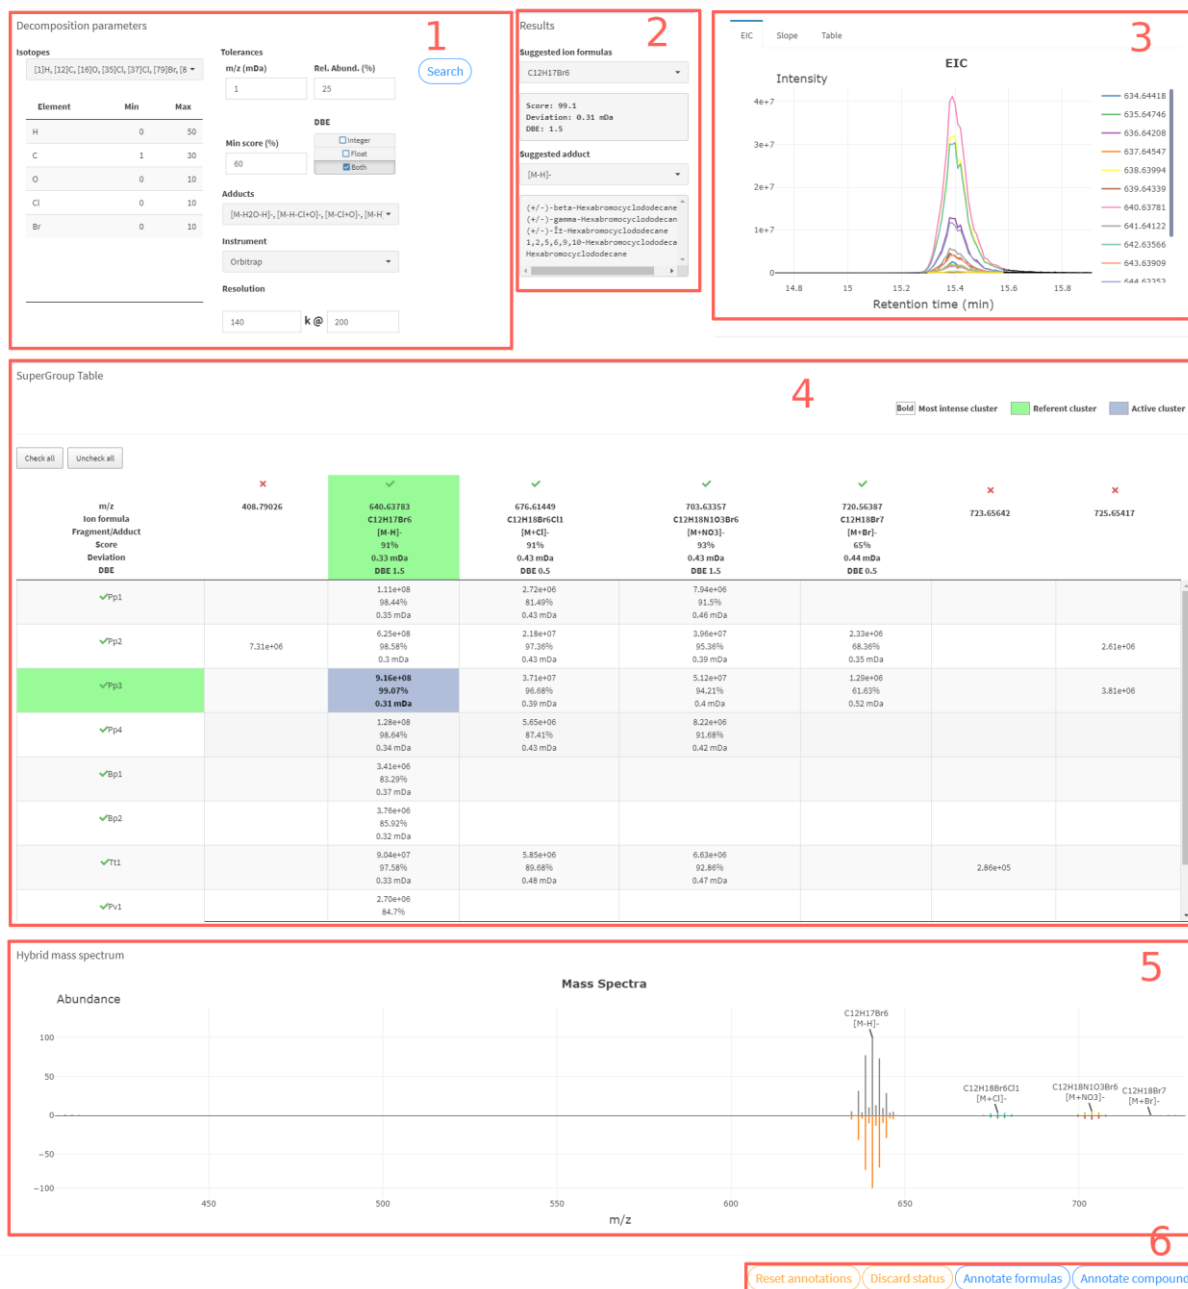 Decomposition parameters
1
Isotopes
[1]H, [12]C, [16]O, [35]Cl, [37]Cl, [79]Br, [8
Element Min Max
H 0 50
C 1 30
O 0 10
Cl 0 10
Br 0 10
Tolerances
m/z (mDa) Rel. Abund. (%)
1 25
Search
DBE
Min score (%)
60
Integer
Float
Both
Adducts
[M-H2O-H]-, [M-H-Cl+O]-, [M-Cl+O]-, [M-H
Instrument
Orbitrap
Resolution
140 k @ 200
Results
2
Suggested ion formulas
C12H17Br6
Score: 99.1
Deviation: 0.31 mDa
DBE: 1.5
Suggested adduct
[M-H]-
(+/-)-beta-Hexabromocyclododecane
(+/-)-gamma-Hexabromocyclododecan
(+/-)-Î±-Hexabromocyclododecane
1,2,5,6,9,10-Hexabromocyclododeca
Hexabromocyclododecane
3
EIC Slope Table
EIC
Intensity
4e+7
3e+7
2e+7
1e+7
0
14.8 15 15.2 15.4 15.6 15.8
Retention time (min)
634.64418
635.64746
636.64208
637.64547
638.63994
639.64339
640.63781
641.64122
642.63566
643.63909
644.63353
SuperGroup Table
4
Bold Most intense cluster Referent cluster Active cluster
Check all Uncheck all
m/z 408.79026 640.63783 676.61449 703.63357 720.56387 723.65642 725.65417
Ion formula C12H17Br6 C12H18Br6Cl1 C12H18N1O3Br6 C12H18Br7
Fragment/Adduct [M-H]- [M+Cl]- [M+NO3]- [M+Br]-
Score 91% 91% 93% 65%
Deviation 0.33 mDa 0.43 mDa 0.43 mDa 0.44 mDa
DBE DBE 1.5 DBE 0.5 DBE 1.5 DBE 0.5
Pp1
1.11e+08 2.72e+06 7.94e+06
98.44% 81.49% 91.5%
0.35 mDa 0.43 mDa 0.46 mDa
Pp2
7.31e+06
6.25e+08 2.18e+07 3.96e+07 2.33e+06
98.58% 97.36% 95.36% 68.36%
0.3 mDa 0.43 mDa 0.39 mDa 0.35 mDa
2.61e+06
Pp3
9.16e+08 3.71e+07 5.12e+07 1.29e+06
99.07% 96.68% 94.21% 61.63%
0.31 mDa 0.39 mDa 0.4 mDa 0.52 mDa
3.81e+06
Pp4
1.28e+08 5.65e+06 8.22e+06
98.64% 87.41% 91.68%
0.34 mDa 0.43 mDa 0.42 mDa
Bp1
3.41e+06
83.29%
0.37 mDa
Bp2
3.76e+06
85.92%
0.32 mDa
Tt1
9.04e+07 5.85e+06 6.63e+06
97.58% 89.68% 92.86%
0.33 mDa 0.48 mDa 0.47 mDa
2.86e+05
Pv1
2.70e+06
84.7%
Hybrid mass spectrum
5
Mass Spectra
Abundance
100
50
0
−50
−100
C12H17Br6
[M-H]-
C12H18Br6Cl1
[M+Cl]-
C12H18N1O3Br6
[M+NO3]-
C12H18Br7
[M+Br]-
450 500 550 600 650 700
m/z
6
Reset annotations Discard status Annotate formulas Annotate compound